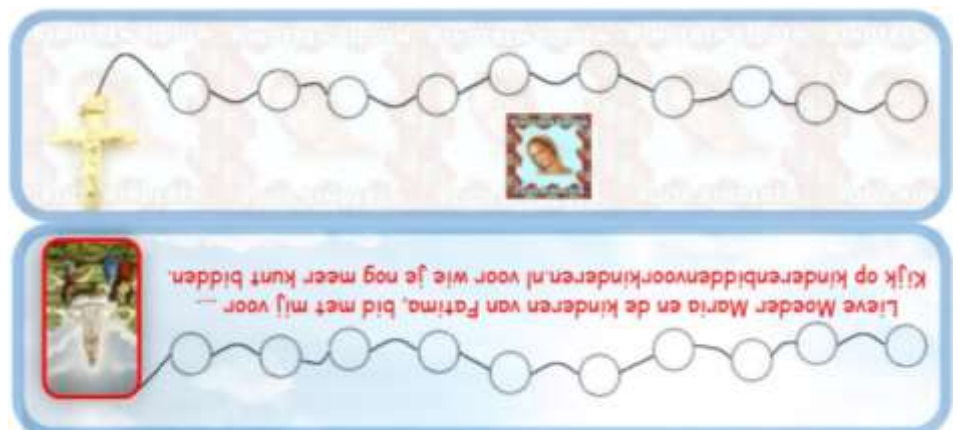 Lieve Moeder Maria en de kinderen van Fatima, bid met mij voor ...
Kijk op kinderenbiddenvoorkinderen.nl voor wie je nog meer kunt bidden.